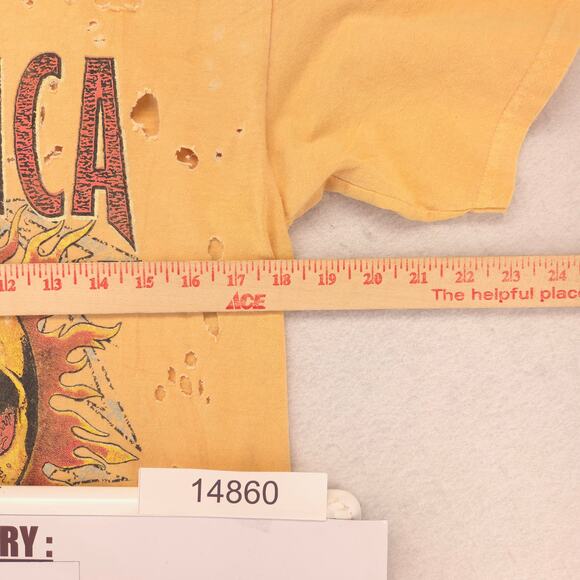 ICA
12 13 14 15 16 17 18 19 20 21 22 23 24
ACE
The helpful place
14860
RY: